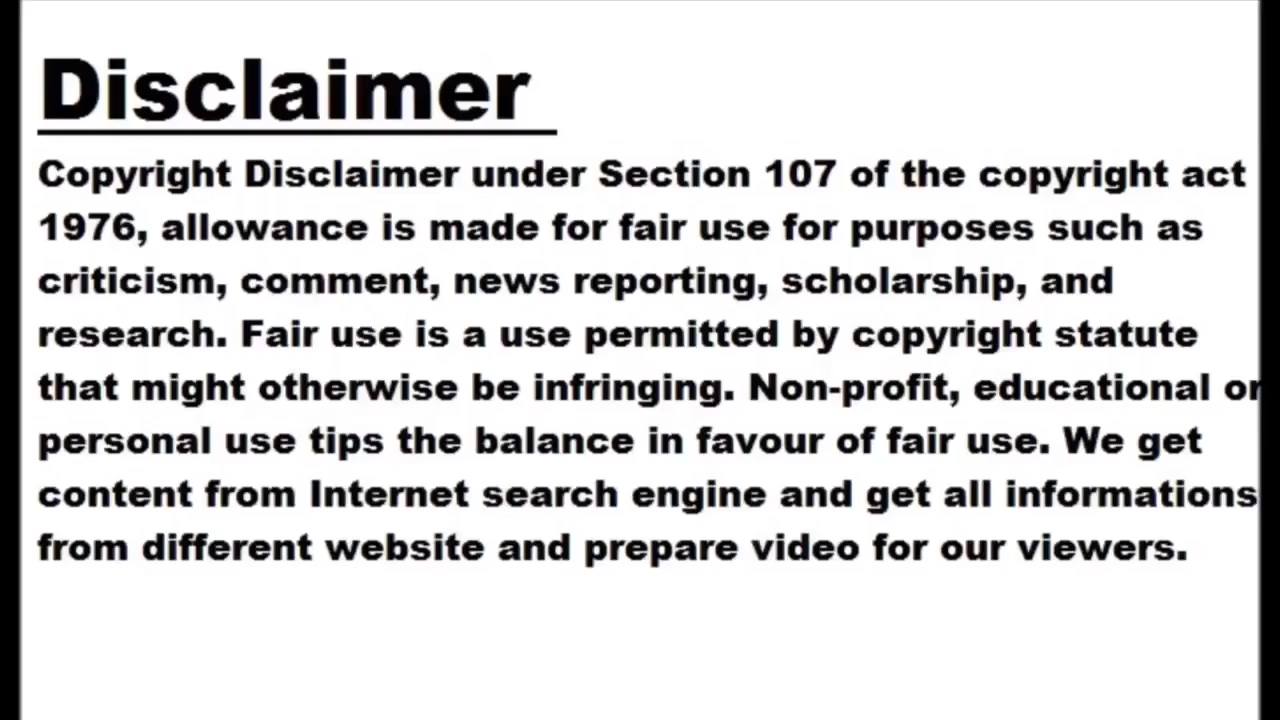 Disclaimer
Copyright Disclaimer under Section 107 of the copyright act
1976, allowance is made for fair use for purposes such as
criticism, comment, news reporting, scholarship, and
research. Fair use is a use permitted by copyright statute
that might otherwise be infringing. Non-profit, educational or
personal use tips the balance in favour of fair use. We get
content from Internet search engine and get all informations
from different website and prepare video for our viewers.